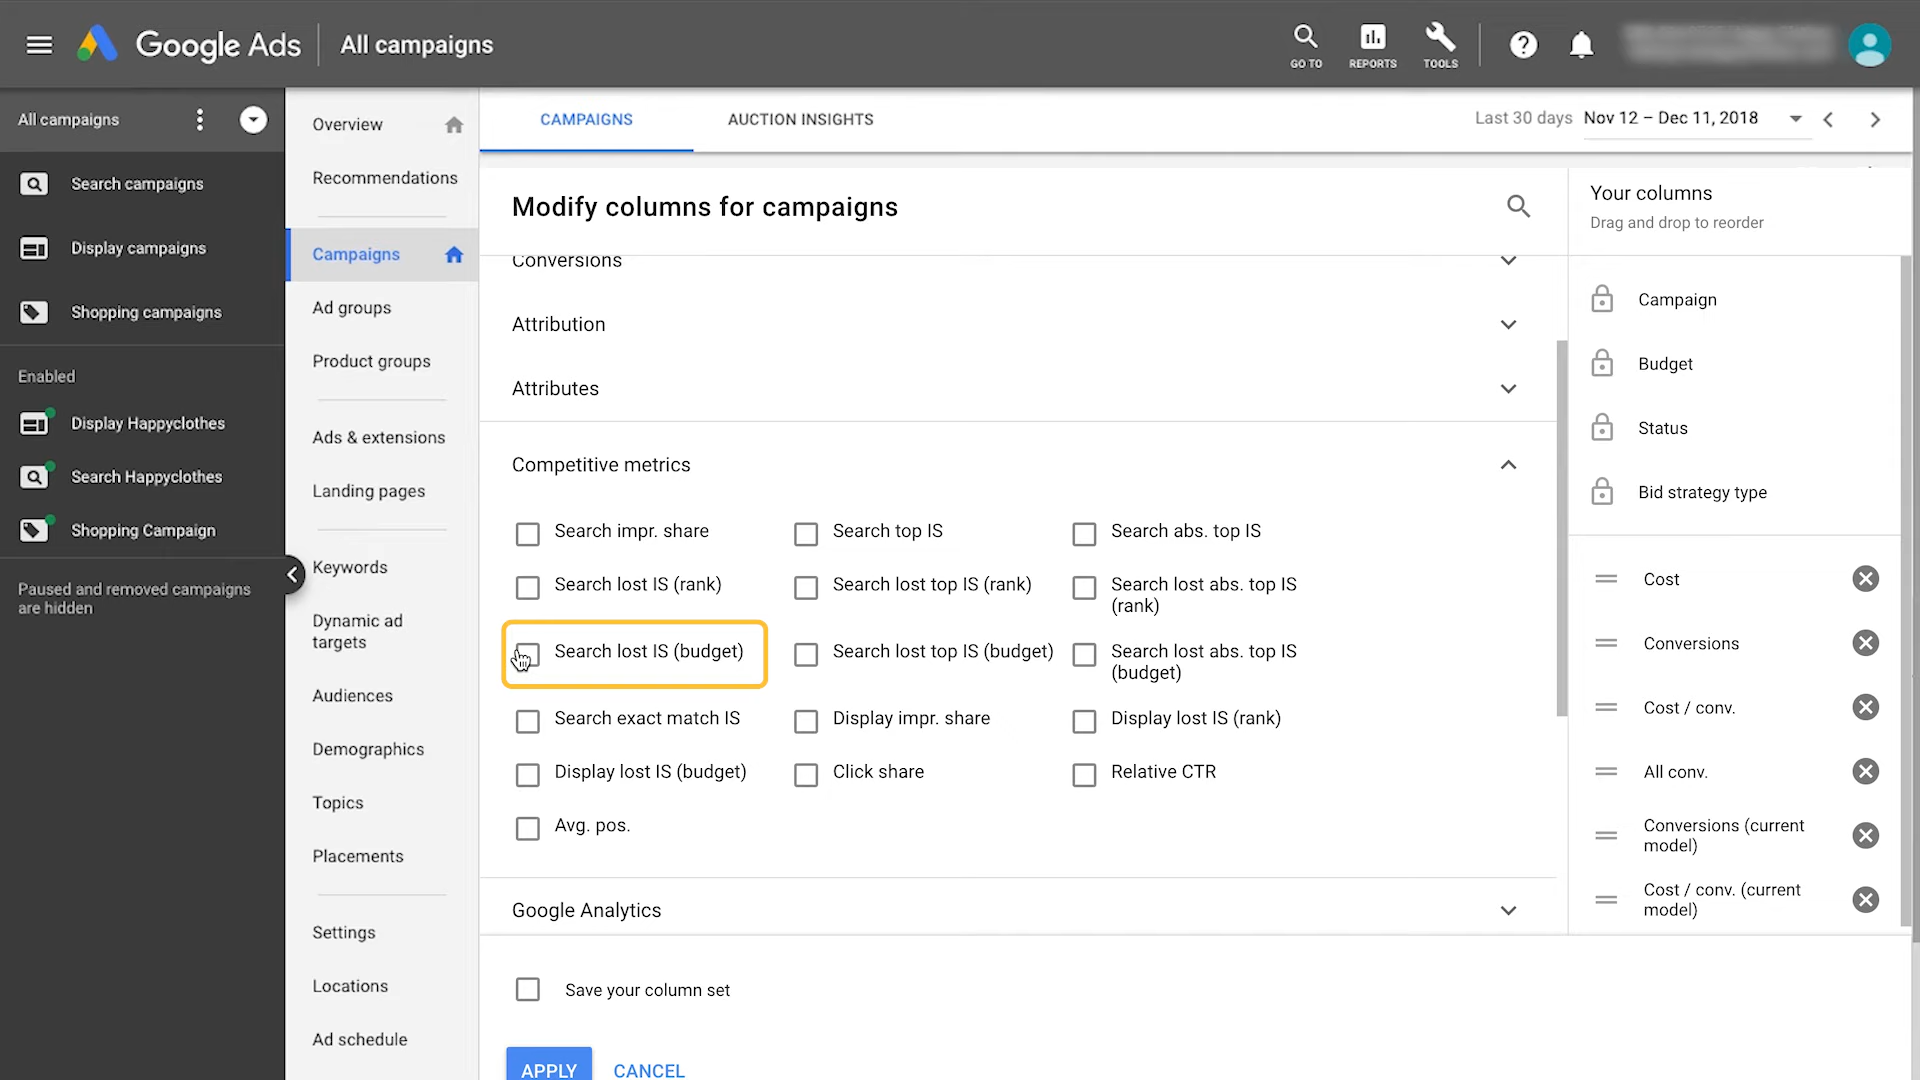 Google Ads
All campaigns
GO TO
REPORTS
TOOLS
All campaigns
Search campaigns
Display campaigns
Shopping campaigns
Enabled
Display Happyclothes
Search Happyclothes
Shopping Campaign
Paused and removed campaigns
are hidden
Overview
Recommendations
Campaigns
Ad groups
Product groups
Ads & extensions
Landing pages
Keywords
Dynamic ad
targets
Audiences
Demographics
Topics
Placements
Settings
Locations
Ad schedule
CAMPAIGNS
AUCTION INSIGHTS
Last 30 days Nov 12 – Dec 11, 2018
Modify columns for campaigns
Conversions
Attribution
Attributes
Competitive metrics
Search impr. share
Search top IS
Search abs. top IS
Search lost IS (rank)
Search lost top IS (rank)
Search lost abs. top IS
(rank)
Search lost IS (budget)
Search lost top IS (budget)
Search lost abs. top IS
(budget)
Search exact match IS
Display impr. share
Display lost IS (rank)
Display lost IS (budget)
Click share
Relative CTR
Avg. pos.
Google Analytics
Save your column set
APPLY
CANCEL
Your columns
Drag and drop to reorder
Campaign
Budget
Status
Bid strategy type
Cost
Conversions
Cost / conv.
All conv.
Conversions (current
model)
Cost / conv. (current
model)